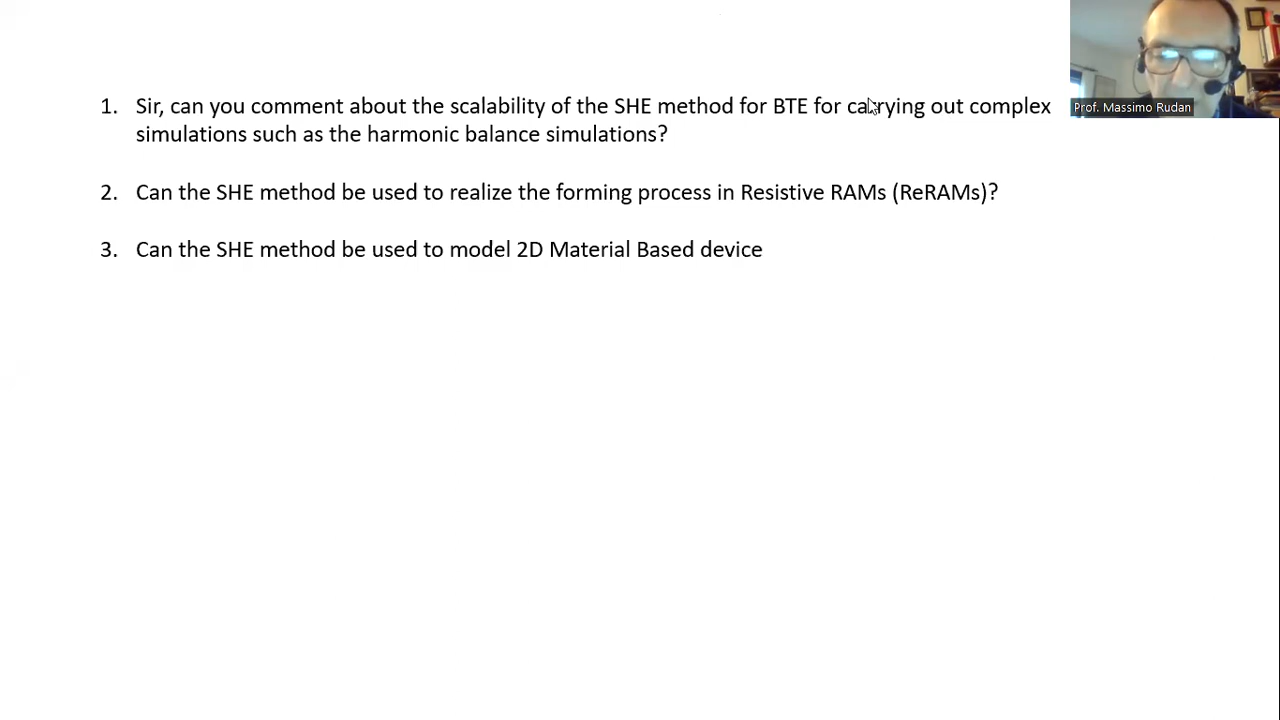 1. Sir, can you comment about the scalability of the SHE method for BTE for carrying out complex
simulations such as the harmonic balance simulations?
2. Can the SHE method be used to realize the forming process in Resistive RAMs (ReRAMs)?
3. Can the SHE method be used to model 2D Material Based device
Prof. Massimo Rudan